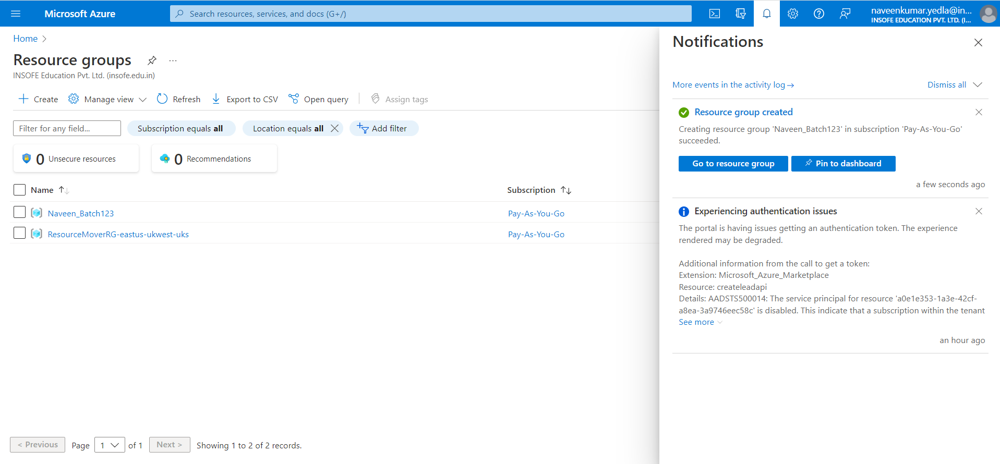 Microsoft Azure
Search resources, services, and docs (G+/)
naveenkumar.yedla@in...
INSOFE EDUCATION PVT. LTD. (I...
Home
Resource groups
...
INSOFE Education Pvt. Ltd. (insofe.edu.in)
Create
Manage view
Refresh
Export to CSV
Open query
Assign tags
Filter for any field...
Subscription equals all
Location equals all
Add filter
0 Unsecure resources
0 Recommendations
Name
Subscription
Naveen_Batch123
Pay-As-You-Go
ResourceMoverRG-eastus-ukwest-uks
Pay-As-You-Go
< Previous
Page
1
of 1
Next >
Showing 1 to 2 of 2 records.
Notifications
More events in the activity log →
Dismiss all
Resource group created
Creating resource group 'Naveen_Batch123' in subscription 'Pay-As-You-Go'
succeeded.
Go to resource group
Pin to dashboard
a few seconds ago
Experiencing authentication issues
The portal is having issues getting an authentication token. The experience
rendered may be degraded.
Additional information from the call to get a token:
Extension: Microsoft_Azure_Marketplace
Resource: createleadapi
Details: AADSTS500014: The service principal for resource 'a0e1e353-1a3e-42cf-
a8ea-3a9746eec58c' is disabled. This indicate that a subscription within the tenant
See more
an hour ago